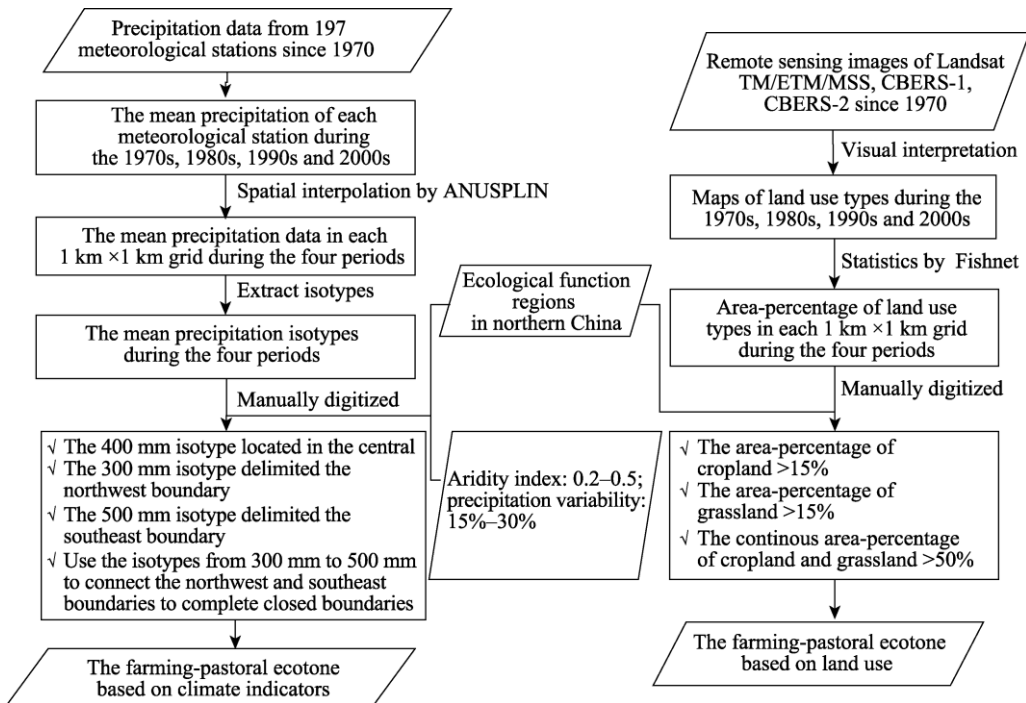 Precipitation data from 197
meteorological stations since 1970
The mean precipitation of each
meteorological station during
the 1970s, 1980s, 1990s and 2000s
Spatial interpolation by ANUSPLIN
The mean precipitation data in each
1 km ×1 km grid during the four periods
Extract isotypes
The mean precipitation isotypes
during the four periods
Manually digitized
√ The 400 mm isotype located in the central
√ The 300 mm isotype delimited the
northwest boundary
√ The 500 mm isotype delimited the
southeast boundary
√ Use the isotypes from 300 mm to 500 mm
to connect the northwest and southeast
boundaries to complete closed boundaries
The farming-pastoral ecotone
based on climate indicators
Ecological function
regions
in northern China
Aridity index: 0.2–0.5;
precipitation variability:
15%–30%
Remote sensing images of Landsat
TM/ETM/MSS, CBERS-1,
CBERS-2 since 1970
Visual interpretation
Maps of land use types during the
1970s, 1980s, 1990s and 2000s
Statistics by Fishnet
Area-percentage of land use
types in each 1 km ×1 km grid
during the four periods
Manually digitized
√ The area-percentage of
cropland >15%
√ The area-percentage of
grassland >15%
√ The continous area-percentage
of cropland and grassland >50%
The farming-pastoral ecotone
based on land use